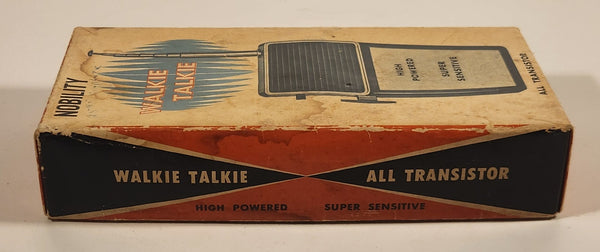 NOBILITY
WALKIE
TALKIE
HIGH
POWERED
SUPER
SENSITIVE
ALL TRANSISTOR
WALKIE TALKIE ALL TRANSISTOR
HIGH POWERED SUPER SENSITIVE